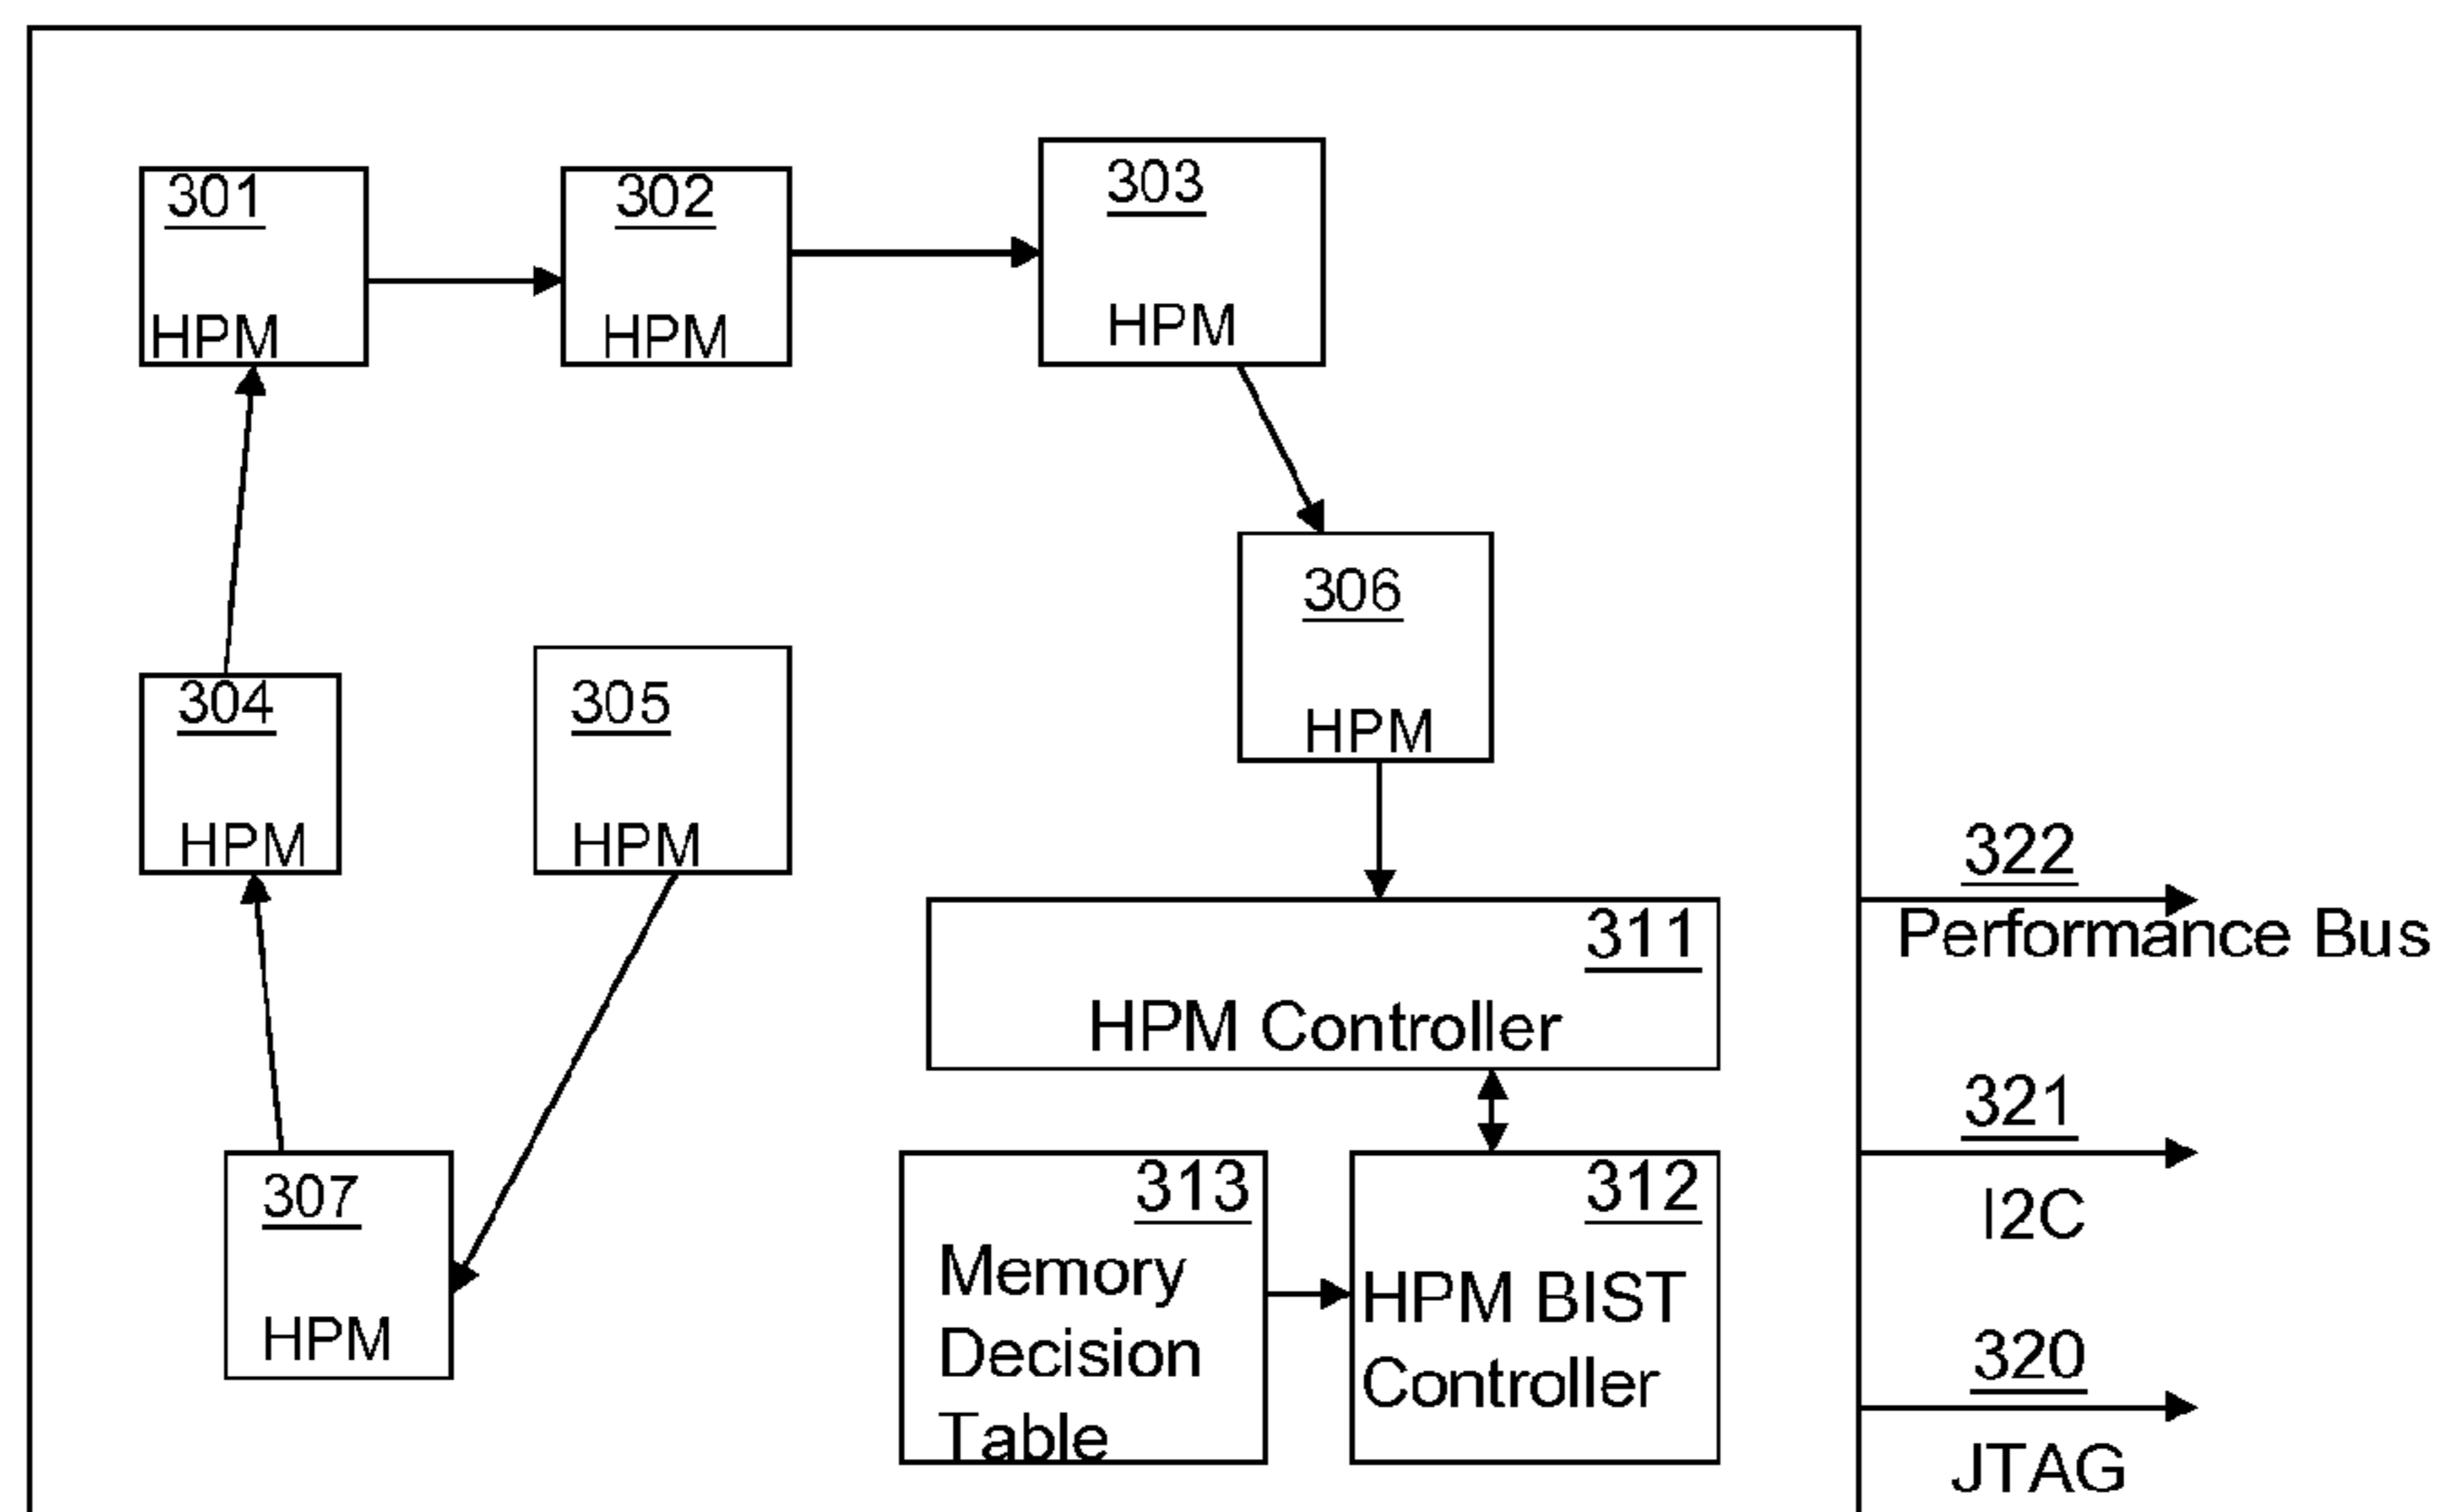 301
HPM
302
HPM
303
HPM
306
HPM
304
HPM
305
HPM
322
Performance Bus
311
HPM Controller
321
I2C
307
HPM
313
Memory
Decision
Table
312
HPM BIST
Controller
320
JTAG